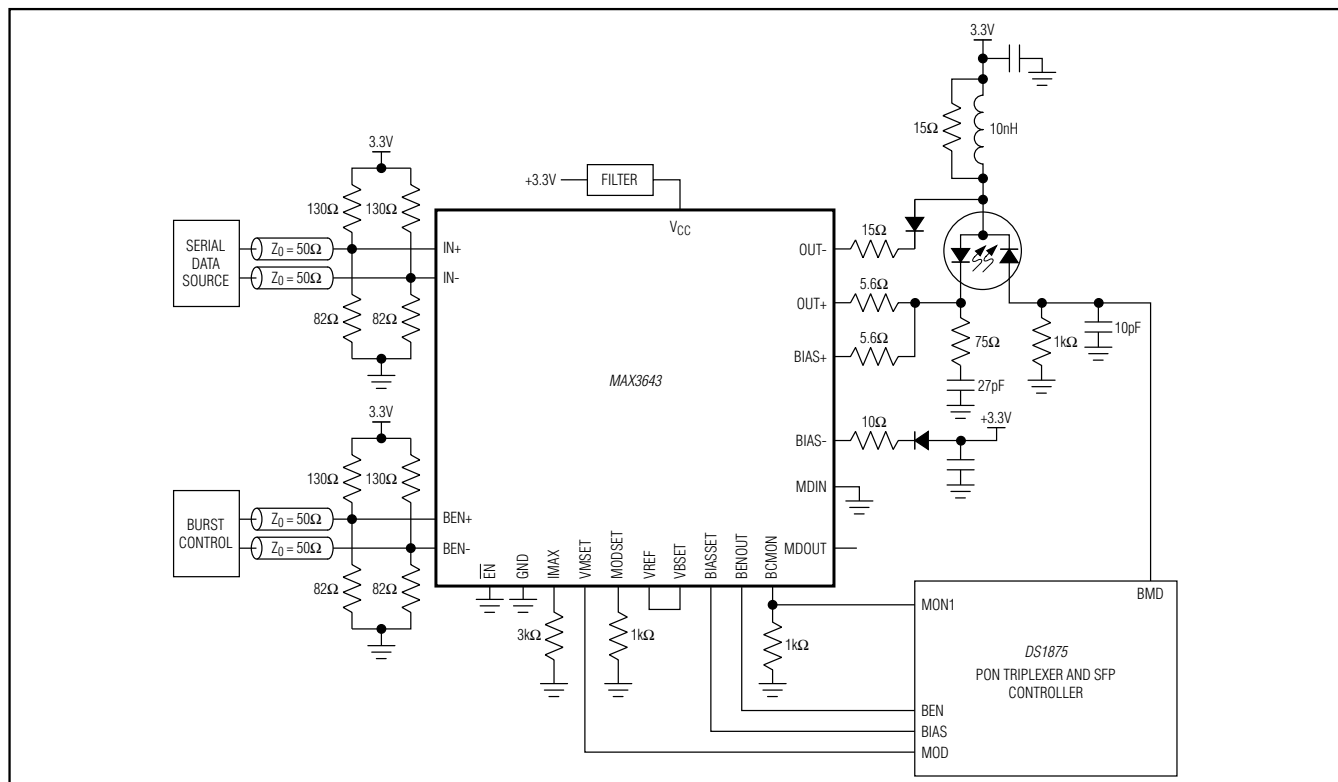 3.3V
15Ω
10nH
3.3V
130Ω
130Ω
+3.3V
FILTER
VCC
SERIAL
DATA
SOURCE
Z0 = 50Ω
Z0 = 50Ω
IN+
IN-
82Ω
82Ω
OUT-
15Ω
OUT+
5.6Ω
BIAS+
5.6Ω
75Ω
27pF
1kΩ
10pF
MAX3643
3.3V
130Ω
130Ω
BIAS-
10Ω
+3.3V
MDIN
MDOUT
BURST
CONTROL
Z0 = 50Ω
Z0 = 50Ω
BEN+
BEN-
82Ω
82Ω
EN
GND
IMAX
VMSET
MODSET
VREF
VBSET
BIASSET
BENOUT
BCMON
3kΩ
1kΩ
1kΩ
BMD
MON1
DS1875
PON TRIPLEXER AND SFP
CONTROLLER
BEN
BIAS
MOD